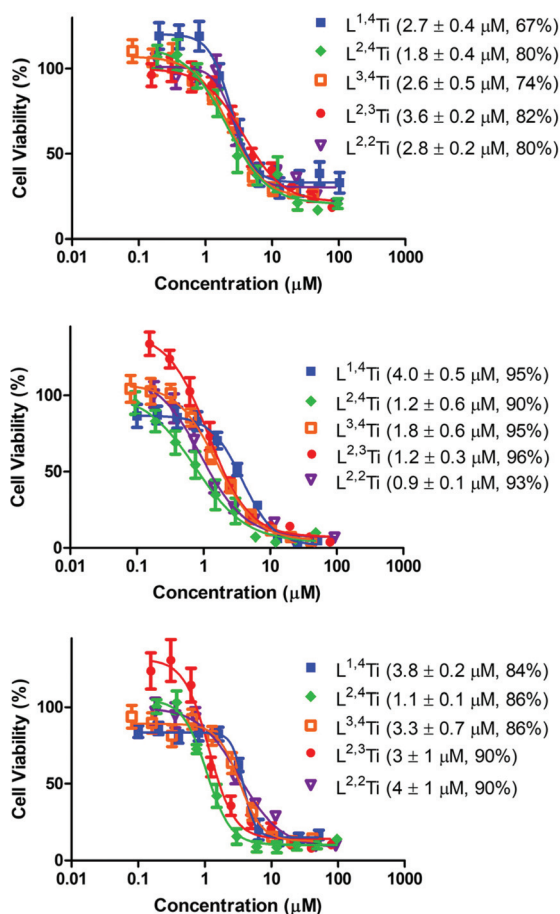 Cell Viability (%)
150
100
50
0
0.01 0.1 1 10 100 1000
Concentration (μM)
L¹,⁴Ti (2.7 ± 0.4 μM, 67%)
L²,⁴Ti (1.8 ± 0.4 μM, 80%)
L³,⁴Ti (2.6 ± 0.5 μM, 74%)
L²,³Ti (3.6 ± 0.2 μM, 82%)
L²,²Ti (2.8 ± 0.2 μM, 80%)
Cell Viability (%)
100
50
0
0.01 0.1 1 10 100 1000
Concentration (μM)
L¹,⁴Ti (4.0 ± 0.5 μM, 95%)
L²,⁴Ti (1.2 ± 0.6 μM, 90%)
L³,⁴Ti (1.8 ± 0.6 μM, 95%)
L²,³Ti (1.2 ± 0.3 μM, 96%)
L²,²Ti (0.9 ± 0.1 μM, 93%)
Cell Viability (%)
100
50
0
0.01 0.1 1 10 100 1000
Concentration (μM)
L¹,⁴Ti (3.8 ± 0.2 μM, 84%)
L²,⁴Ti (1.1 ± 0.1 μM, 86%)
L³,⁴Ti (3.3 ± 0.7 μM, 86%)
L²,³Ti (3 ± 1 μM, 90%)
L²,²Ti (4 ± 1 μM, 90%)